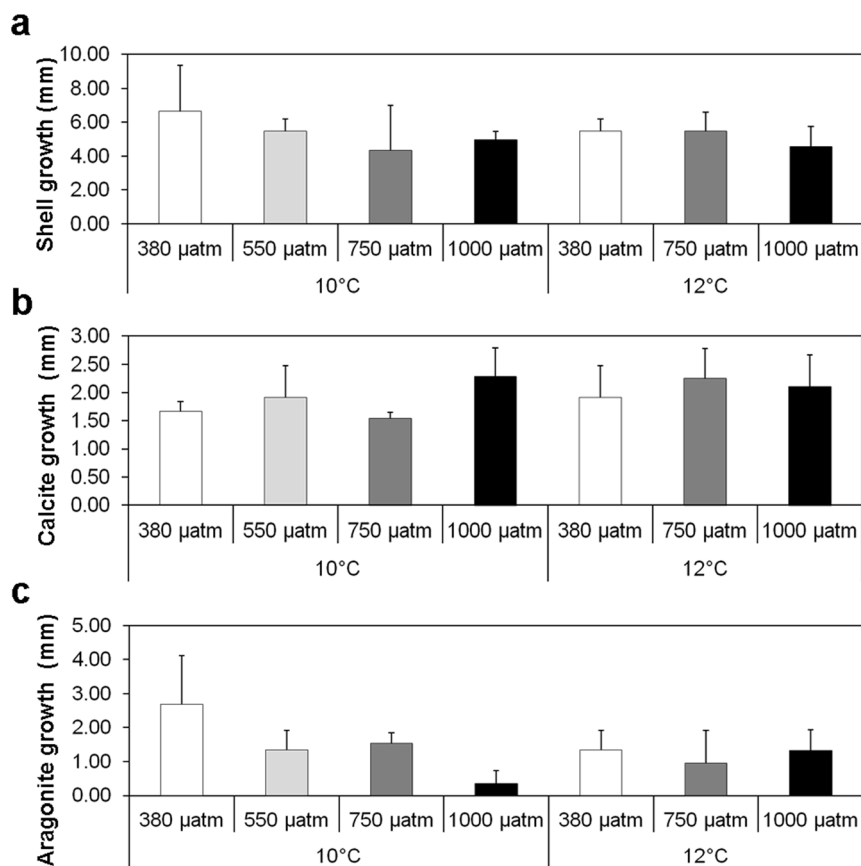 a
Shell growth (mm)
10.00
8.00
6.00
4.00
2.00
0.00
380 µatm 550 µatm 750 µatm 1000 µatm 380 µatm 750 µatm 1000 µatm
10°C 12°C
b
Calcite growth (mm)
3.00
2.50
2.00
1.50
1.00
0.50
0.00
380 µatm 550 µatm 750 µatm 1000 µatm 380 µatm 750 µatm 1000 µatm
10°C 12°C
c
Aragonite growth (mm)
5.00
4.00
3.00
2.00
1.00
0.00
380 µatm 550 µatm 750 µatm 1000 µatm 380 µatm 750 µatm 1000 µatm
10°C 12°C